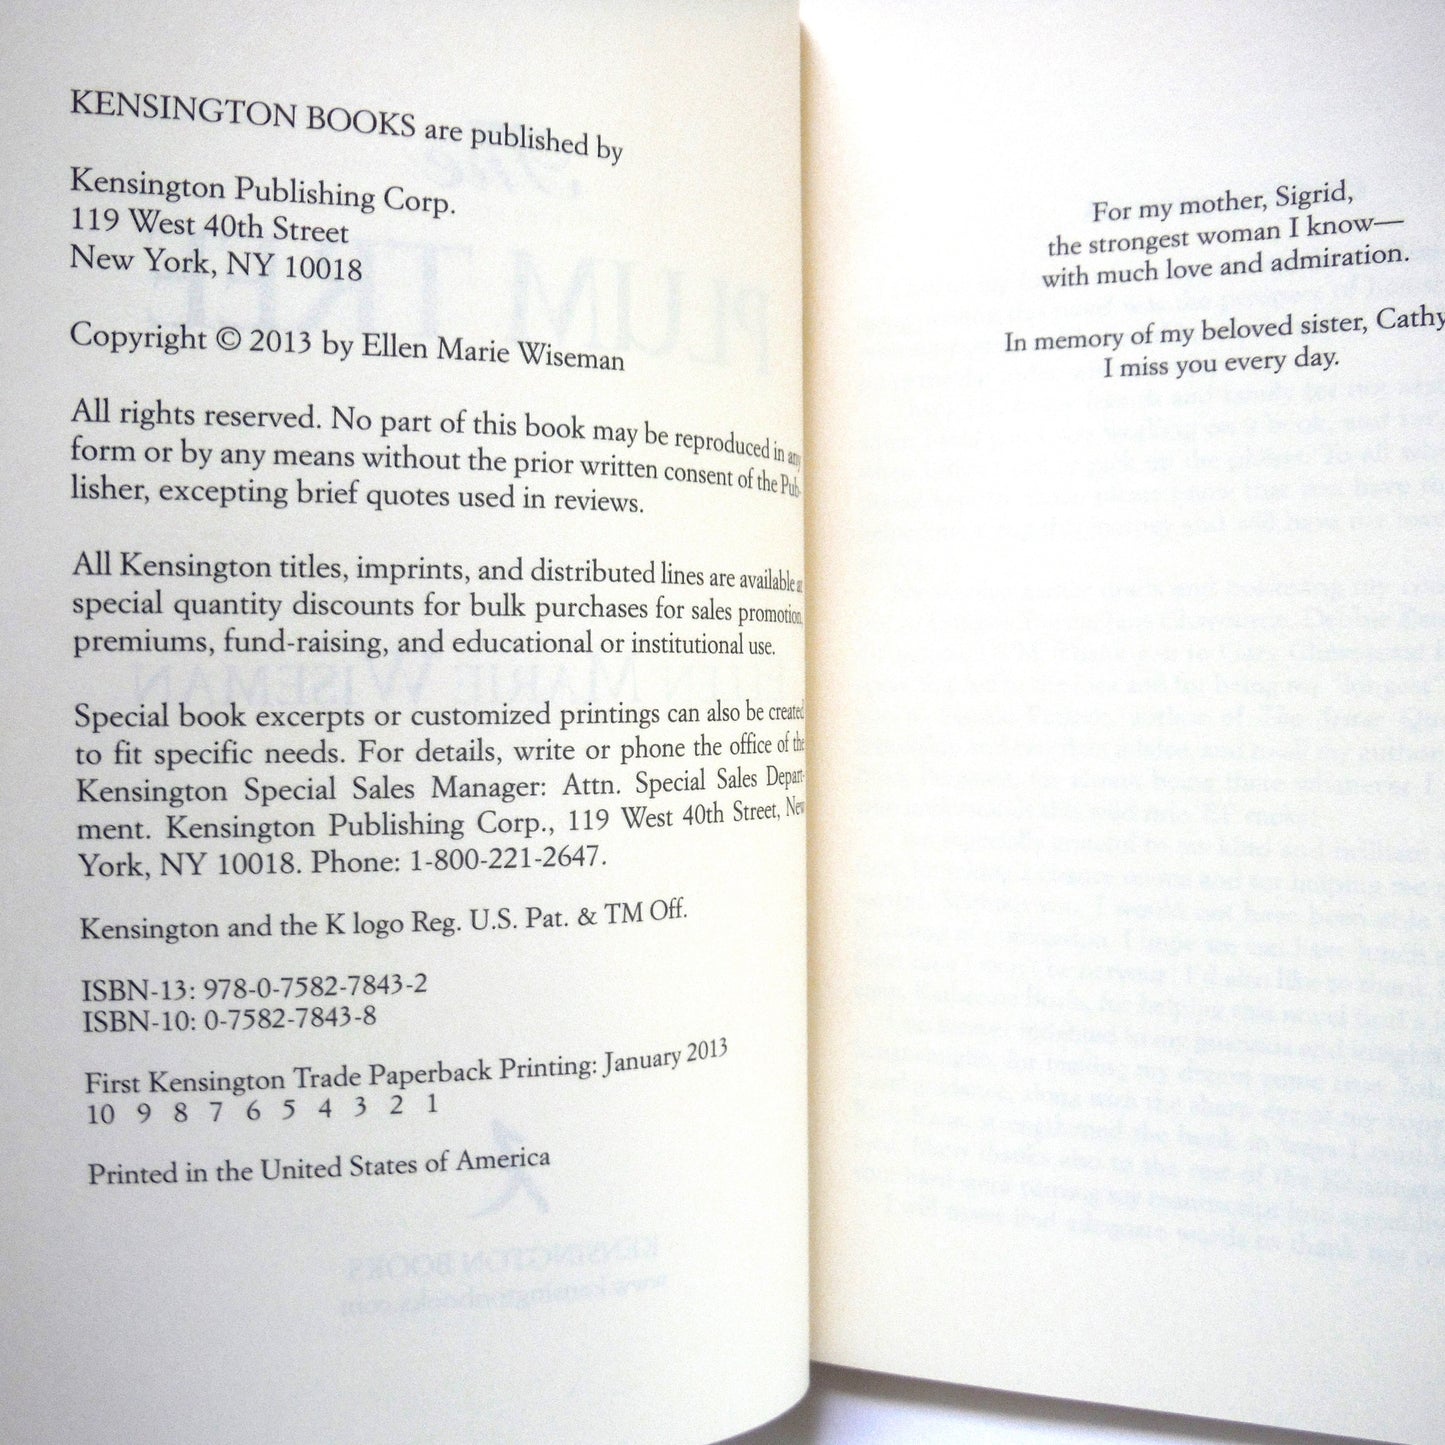 KENSINGTON BOOKS are published by
Kensington Publishing Corp.
119 West 40th Street
New York, NY 10018
Copyright © 2013 by Ellen Marie Wiseman
All rights reserved. No part of this book may be reproduced in any
form or by any means without the prior written consent of the Pub-
lisher, excepting brief quotes used in reviews.
All Kensington titles, imprints, and distributed lines are available at
special quantity discounts for bulk purchases for sales promotion,
premiums, fund-raising, and educational or institutional use.
Special book excerpts or customized printings can also be created
to fit specific needs. For details, write or phone the office of the
Kensington Special Sales Manager: Attn. Special Sales Depart-
ment. Kensington Publishing Corp., 119 West 40th Street, New
York, NY 10018. Phone: 1-800-221-2647.
Kensington and the K logo Reg. U.S. Pat. & TM Off.
ISBN-13: 978-0-7582-7843-2
ISBN-10: 0-7582-7843-8
First Kensington Trade Paperback Printing: January 2013
10 9 8 7 6 5 4 3 2 1
Printed in the United States of America
For my mother, Sigrid,
the strongest woman I know—
with much love and admiration.
In memory of my beloved sister, Cathy
I miss you every day.